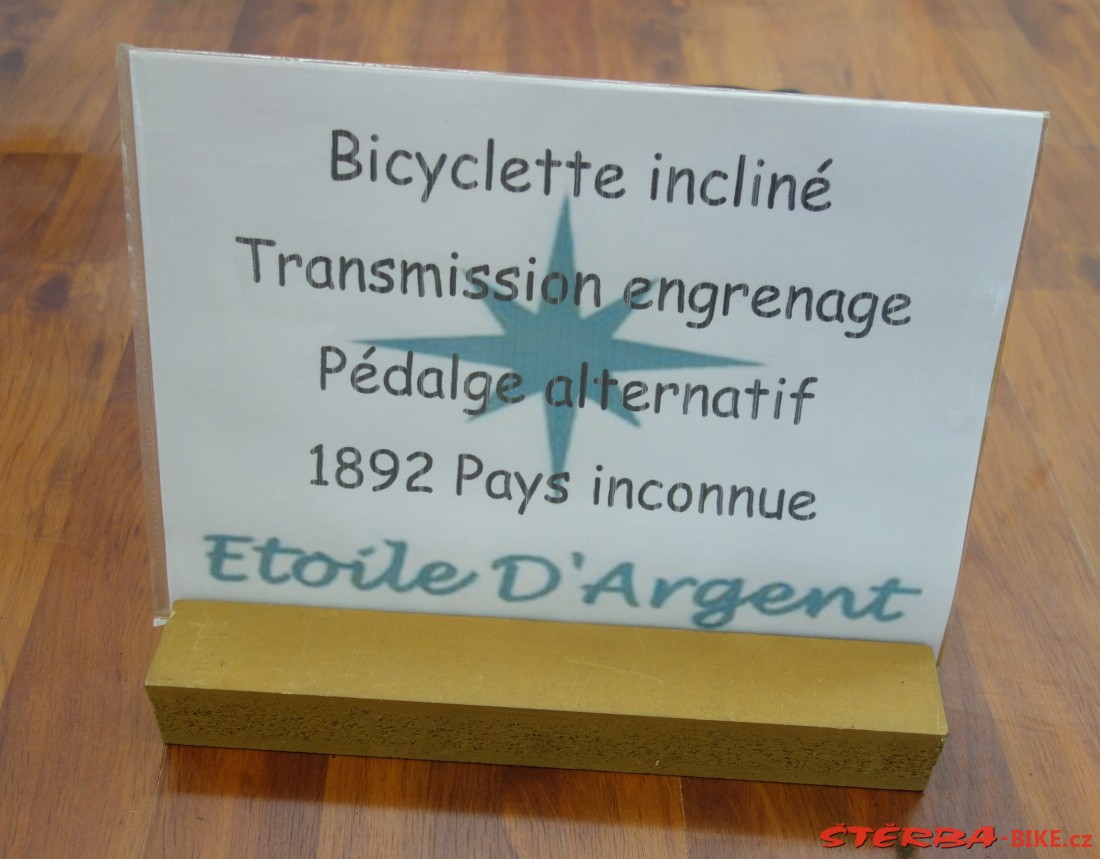 Bicyclette incliné
Transmission engrenage
Pédalge alternatif
1892 Pays inconnue
Etoile D'Argent
ŠTĚRBA-BIKE.cz